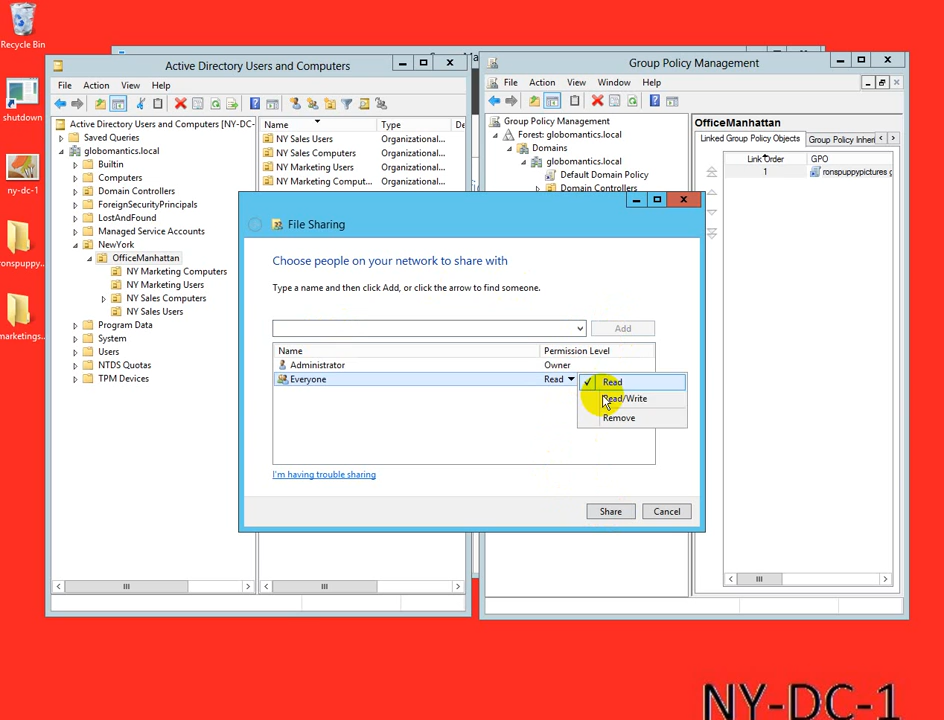 Recycle Bin
shutdown
ny-dc-1
ronspuppy...
marketings...
Active Directory Users and Computers
File Action View Help
Active Directory Users and Computers [NY-DC-
Saved Queries
globomantics.local
Builtin
Computers
Domain Controllers
ForeignSecurityPrincipals
LostAndFound
Managed Service Accounts
NewYork
OfficeManhattan
NY Marketing Computers
NY Marketing Users
NY Sales Computers
NY Sales Users
Program Data
System
Users
NTDS Quotas
TPM Devices
Name Type De
NY Sales Users Organizational...
NY Sales Computers Organizational...
NY Marketing Users Organizational...
NY Marketing Comput... Organizational...
Group Policy Management
File Action View Window Help
Group Policy Management
Forest: globomantics.local
Domains
globomantics.local
Default Domain Policy
Domain Controllers
OfficeManhattan
Linked Group Policy Objects Group Policy Inheri
Link Order GPO
1 ronspuppypictures g
File Sharing
Choose people on your network to share with
Type a name and then click Add, or click the arrow to find someone.
Add
Name Permission Level
Administrator Owner
Everyone Read
Read
Read/Write
Remove
I'm having trouble sharing
Share Cancel
NY-DC-1